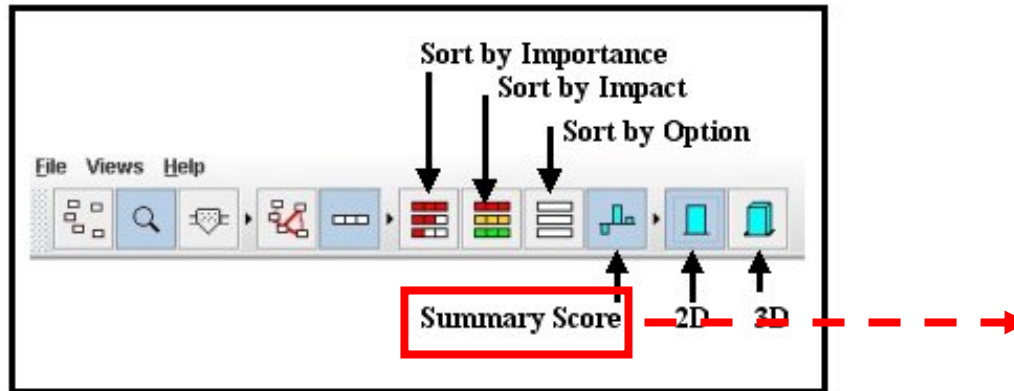 Sort by Importance
Sort by Impact
Sort by Option
File Views Help
Summary Score 2D 3D